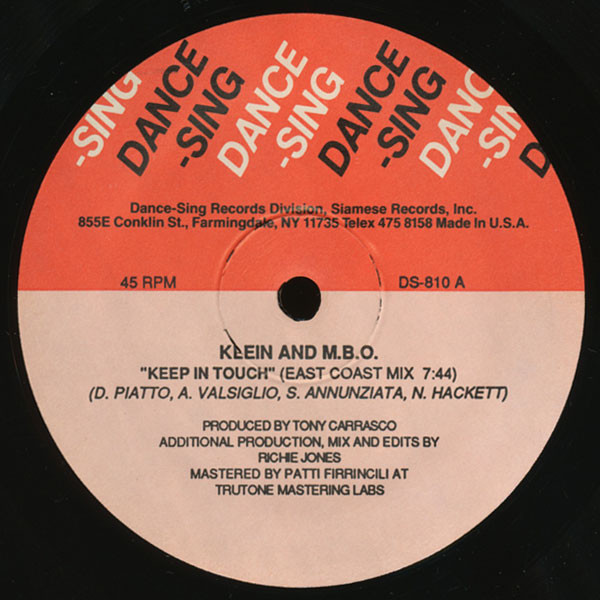 -SING
DANCE
-SING
DANCE
-SING
DANCE
-SING
DANCE
-SING
D
Dance-Sing Records Division, Siamese Records, Inc.
855E Conklin St., Farmingdale, NY 11735 Telex 475 8158 Made In U.S.A.
45 RPM
DS-810 A
KLEIN AND M.B.O.
"KEEP IN TOUCH" (EAST COAST MIX 7:44)
(D. PIATTO, A. VALSIGLIO, S. ANNUNZIATA, N. HACKETT)
PRODUCED BY TONY CARRASCO
ADDITIONAL PRODUCTION, MIX AND EDITS BY
RICHIE JONES
MASTERED BY PATTI FIRRINCILI AT
TRUTONE MASTERING LABS